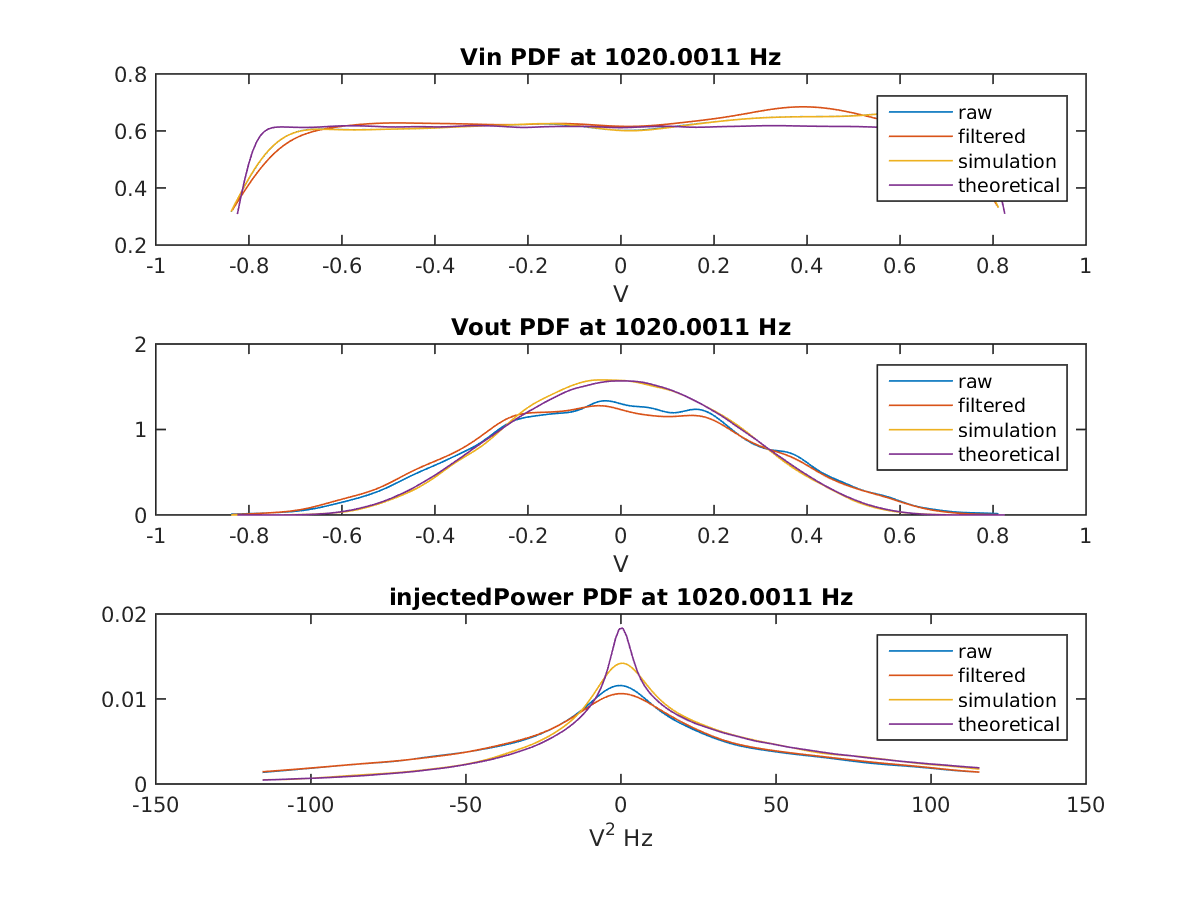 Vin PDF at 1020.0011 Hz
0.8
0.6
0.4
0.2
-1 -0.8 -0.6 -0.4 -0.2 0 0.2 0.4 0.6 0.8 1
V
raw
filtered
simulation
theoretical
Vout PDF at 1020.0011 Hz
2
1
0
-1 -0.8 -0.6 -0.4 -0.2 0 0.2 0.4 0.6 0.8 1
V
raw
filtered
simulation
theoretical
injectedPower PDF at 1020.0011 Hz
0.02
0.01
0
-150 -100 -50 0 50 100 150
V² Hz
raw
filtered
simulation
theoretical